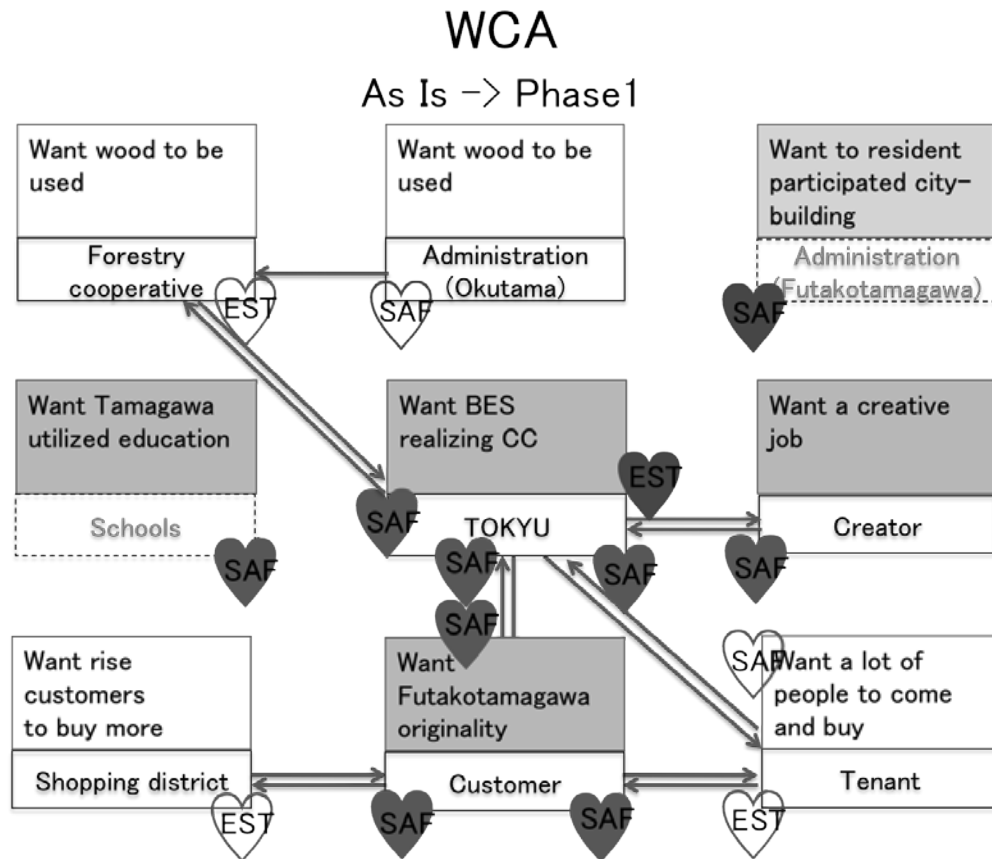 WCA
As Is -> Phase1
Want wood to be
used
Forestry
cooperative
EST
Want wood to be
used
Administration
(Okutama)
SAF
Want to resident
participated city-
building
Administration
(Futakotamagawa)
SAF
Want Tamagawa
utilized education
Schools
SAF
Want BES
realizing CC
TOKYU
SAF
EST
SAF
SAF
Want a creative
job
Creator
SAF
SAF
Want rise
customers
to buy more
Shopping district
EST
Want
Futakotamagawa
originality
Customer
SAF
SAF
SAF
Want a lot of
people to come
and buy
Tenant
EST